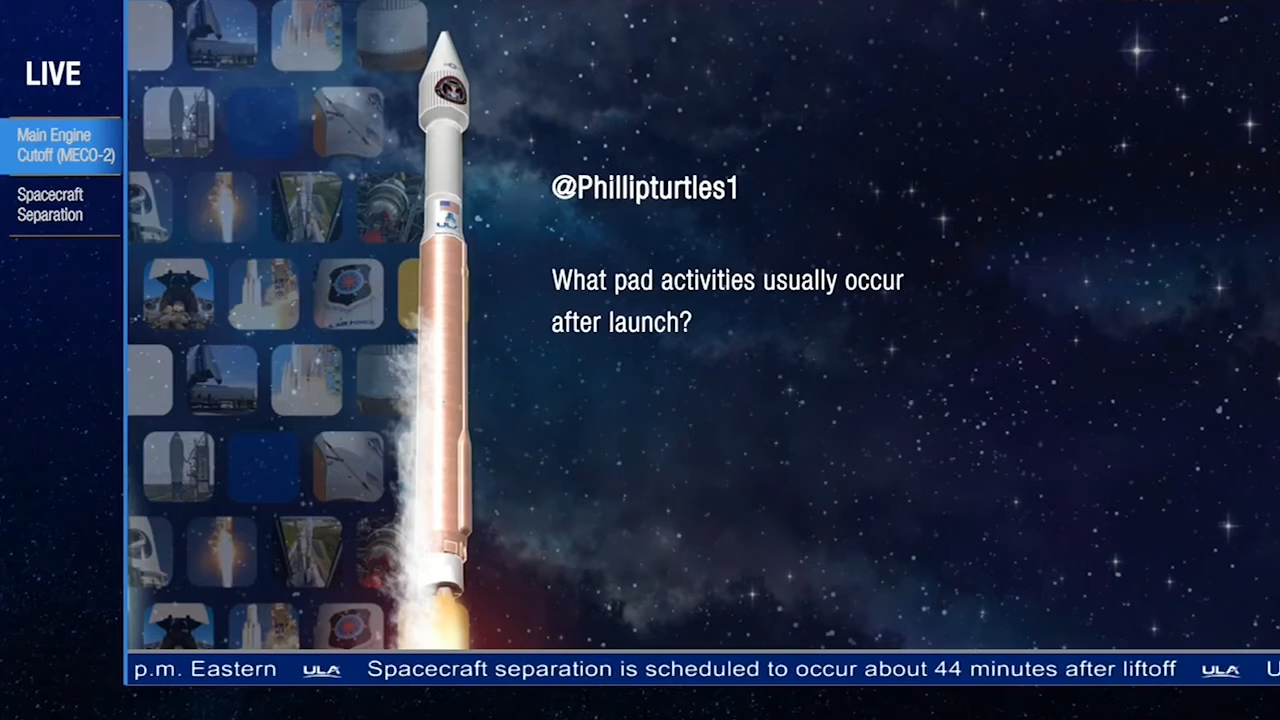 LIVE
Main Engine
Cutoff (MECO-2)
Spacecraft
Separation
@Phillipturtles1
What pad activities usually occur
after launch?
p.m. Eastern ULA Spacecraft separation is scheduled to occur about 44 minutes after liftoff ULA U